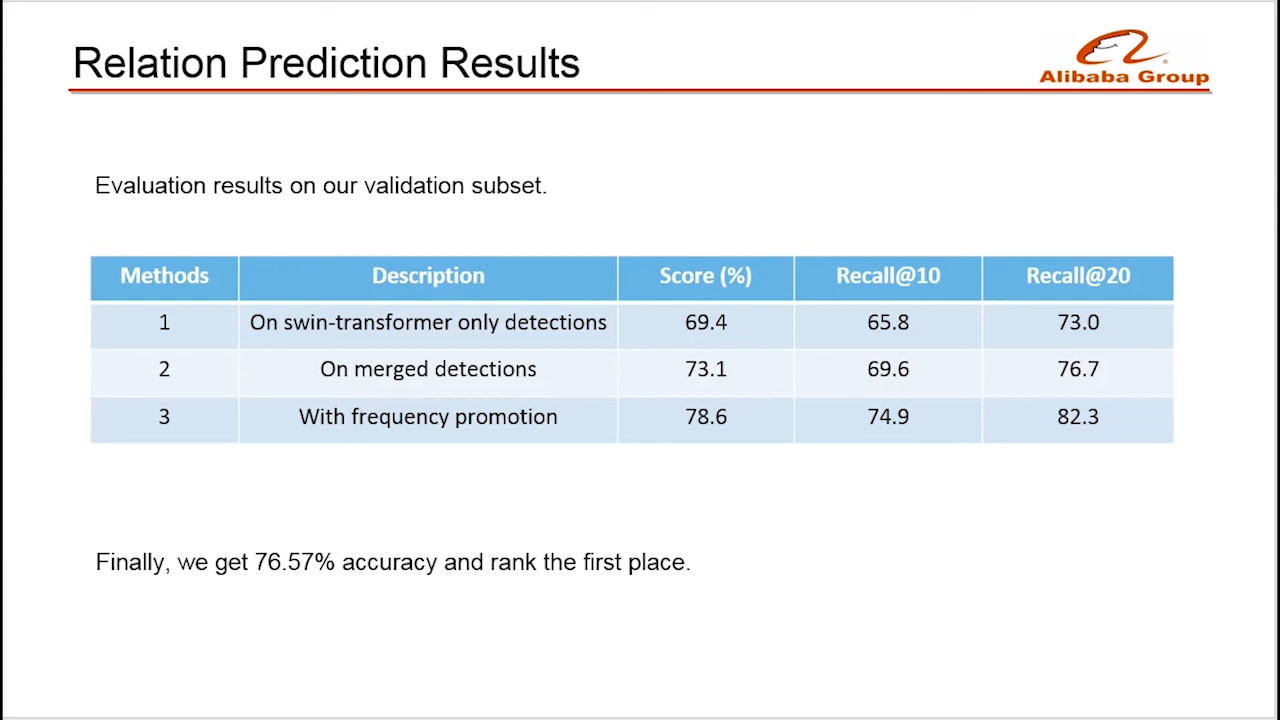 Relation Prediction Results
Alibaba Group
Evaluation results on our validation subset.
Methods Description Score (%) Recall@10 Recall@20
1 On swin-transformer only detections 69.4 65.8 73.0
2 On merged detections 73.1 69.6 76.7
3 With frequency promotion 78.6 74.9 82.3
Finally, we get 76.57% accuracy and rank the first place.